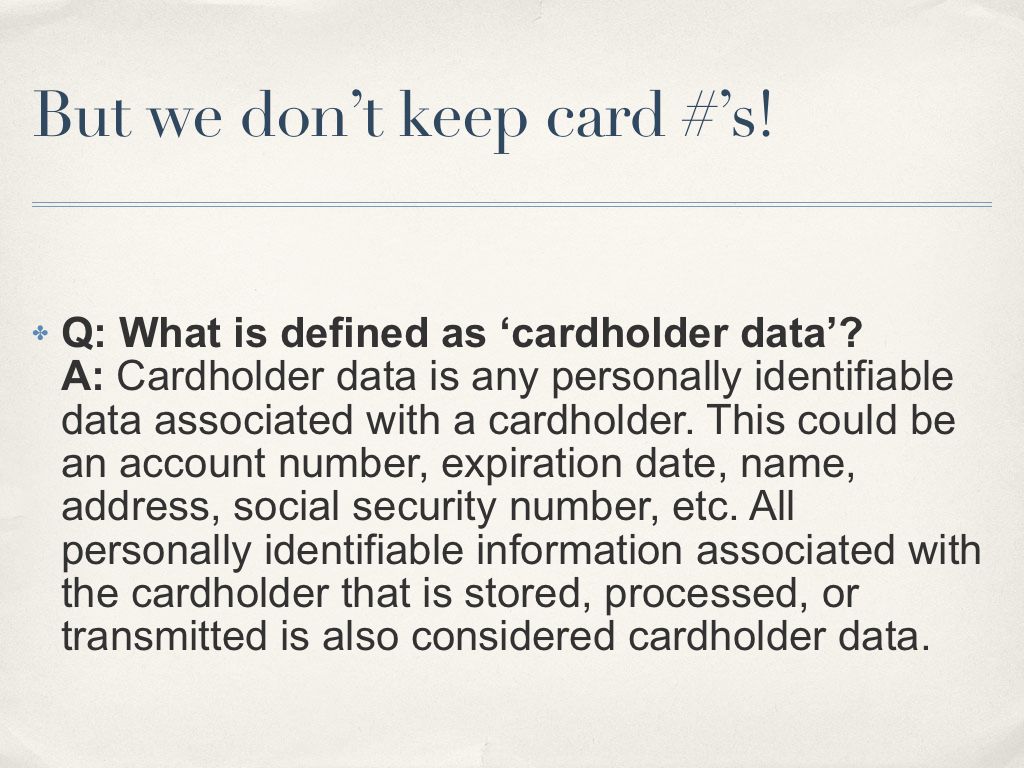 But we don’t keep card #’s!
Q: What is defined as ‘cardholder data’?
A: Cardholder data is any personally identifiable
data associated with a cardholder. This could be
an account number, expiration date, name,
address, social security number, etc. All
personally identifiable information associated with
the cardholder that is stored, processed, or
transmitted is also considered cardholder data.